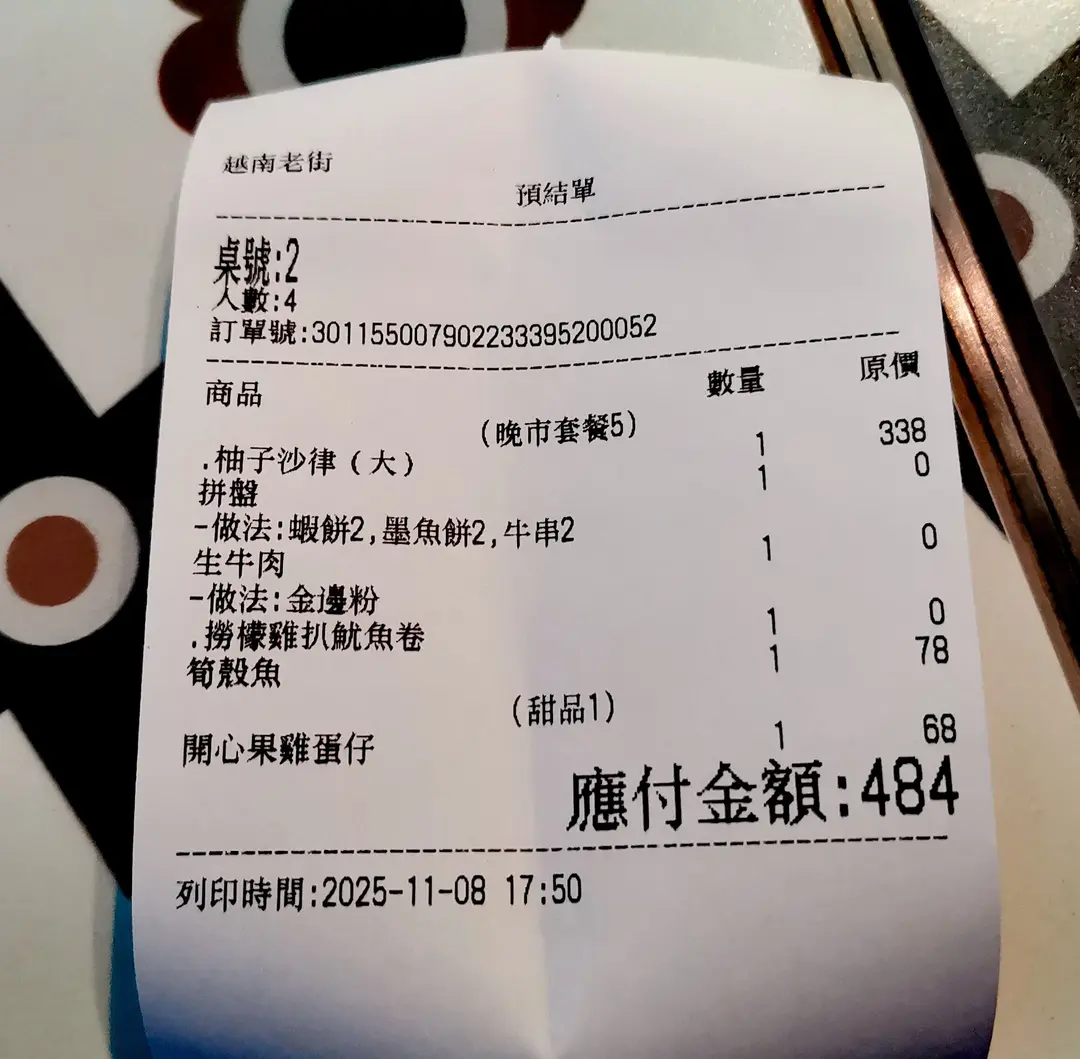 越南老街
預結單
桌號:2
人數:4
訂單號:301155007902233395200052
商品 數量 原價
(晚市套餐5) 1 338
.柚子沙律（大） 1 0
拼盤
-做法:蝦餅2,墨魚餅2,牛串2
生牛肉 1 0
-做法:金邊粉
.撈檬雞扒魷魚卷 1 0
筍殼魚 1 78
(甜品1)
開心果雞蛋仔 1 68
應付金額:484
列印時間:2025-11-08 17:50